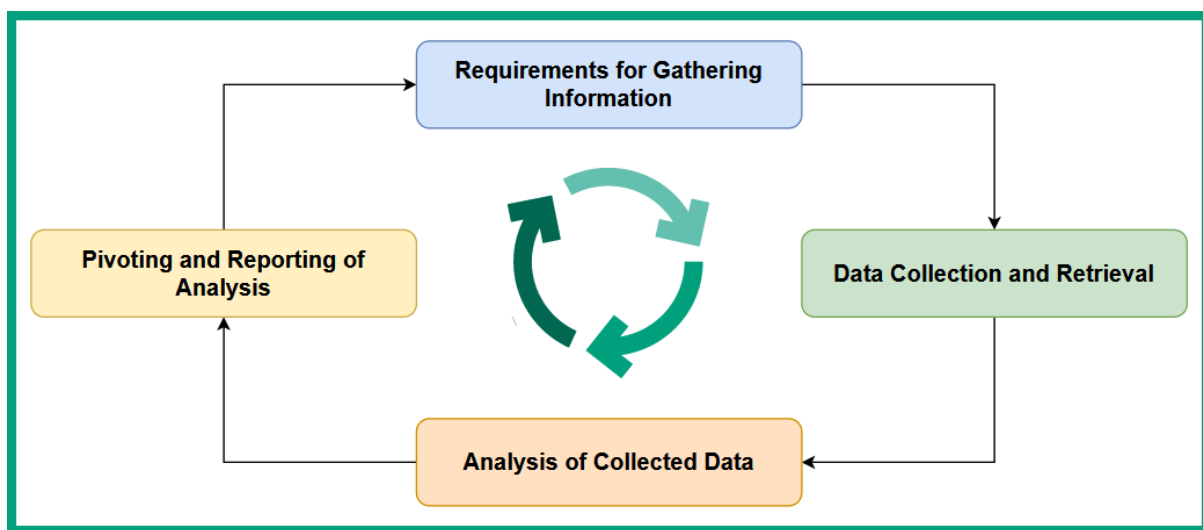 Requirements for Gathering
Information
Pivoting and Reporting of
Analysis
Data Collection and Retrieval
Analysis of Collected Data